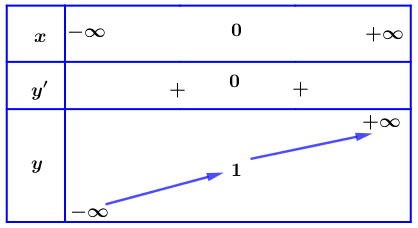 x −∞ 0 +∞
y′ + 0 +
+∞
y 1
−∞